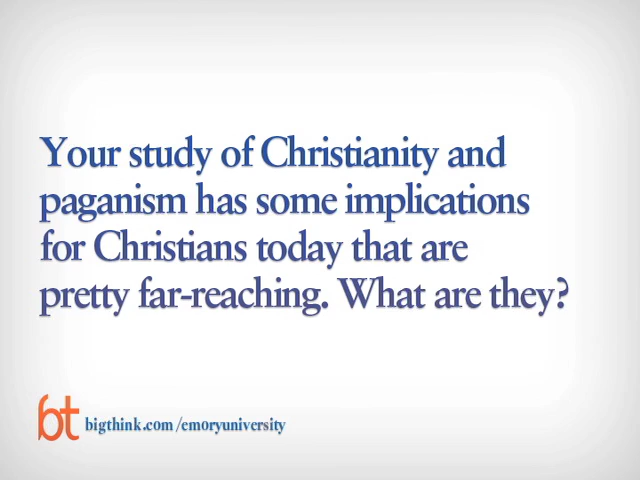 Your study of Christianity and
paganism has some implications
for Christians today that are
pretty far-reaching. What are they?
bt bigthink.com/emoryuniversity